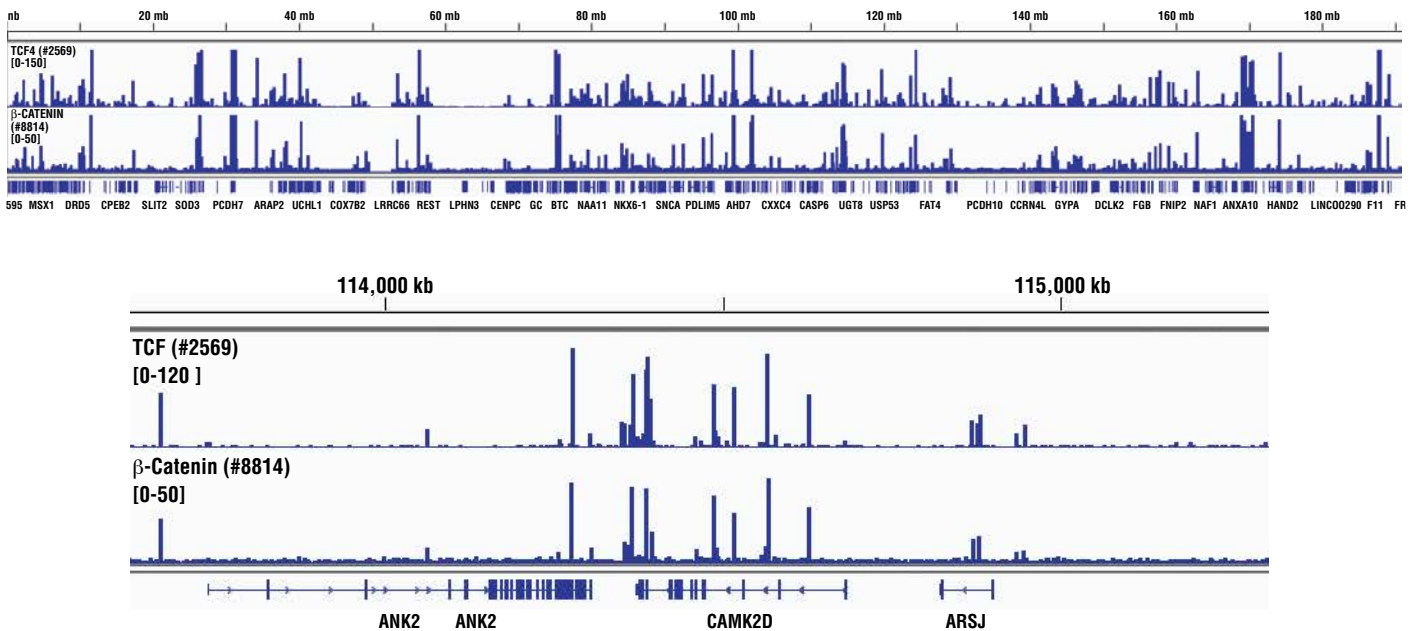 nb 20 mb 40 mb 60 mb 80 mb 100 mb 120 mb 140 mb 160 mb 180 mb
TCF4 (#2569)
[0-150]
β-CATENIN
(#8814)
[0-50]
595 MSX1 DRD5 CPEB2 SLIT2 SOD3 PCDH7 ARAP2 UCHL1 COX7B2 LRRC66 REST LPHN3 CENPC GC BTC NAA11 NKX6-1 SNCA PDLIM5 AHD7 CXXC4 CASP6 UGT8 USP53 FAT4 PCDH10 CCRN4L GYPA DCLK2 FGB FNIP2 NAF1 ANXA10 HAND2 LINCO0290 F11 FR
114,000 kb 115,000 kb
TCF (#2569)
[0-120 ]
β-Catenin (#8814)
[0-50]
ANK2 ANK2 CAMK2D ARSJ